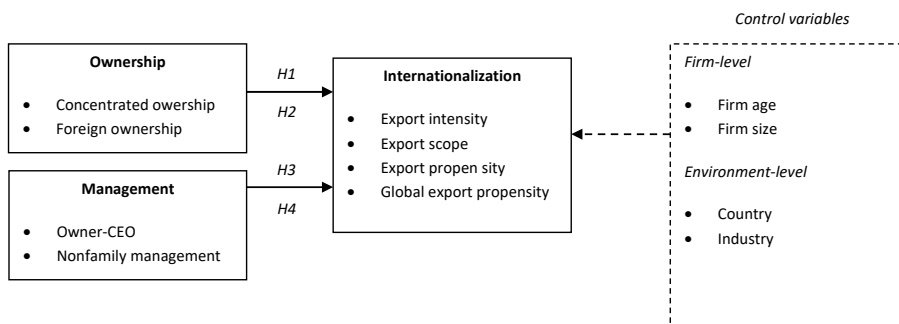 Control variables
Ownership
• Concentrated owership
• Foreign ownership
H1
H2
Management
• Owner-CEO
• Nonfamily management
H3
H4
Internationalization
• Export intensity
• Export scope
• Export propen sity
• Global export propensity
Firm-level
• Firm age
• Firm size
Environment-level
• Country
• Industry